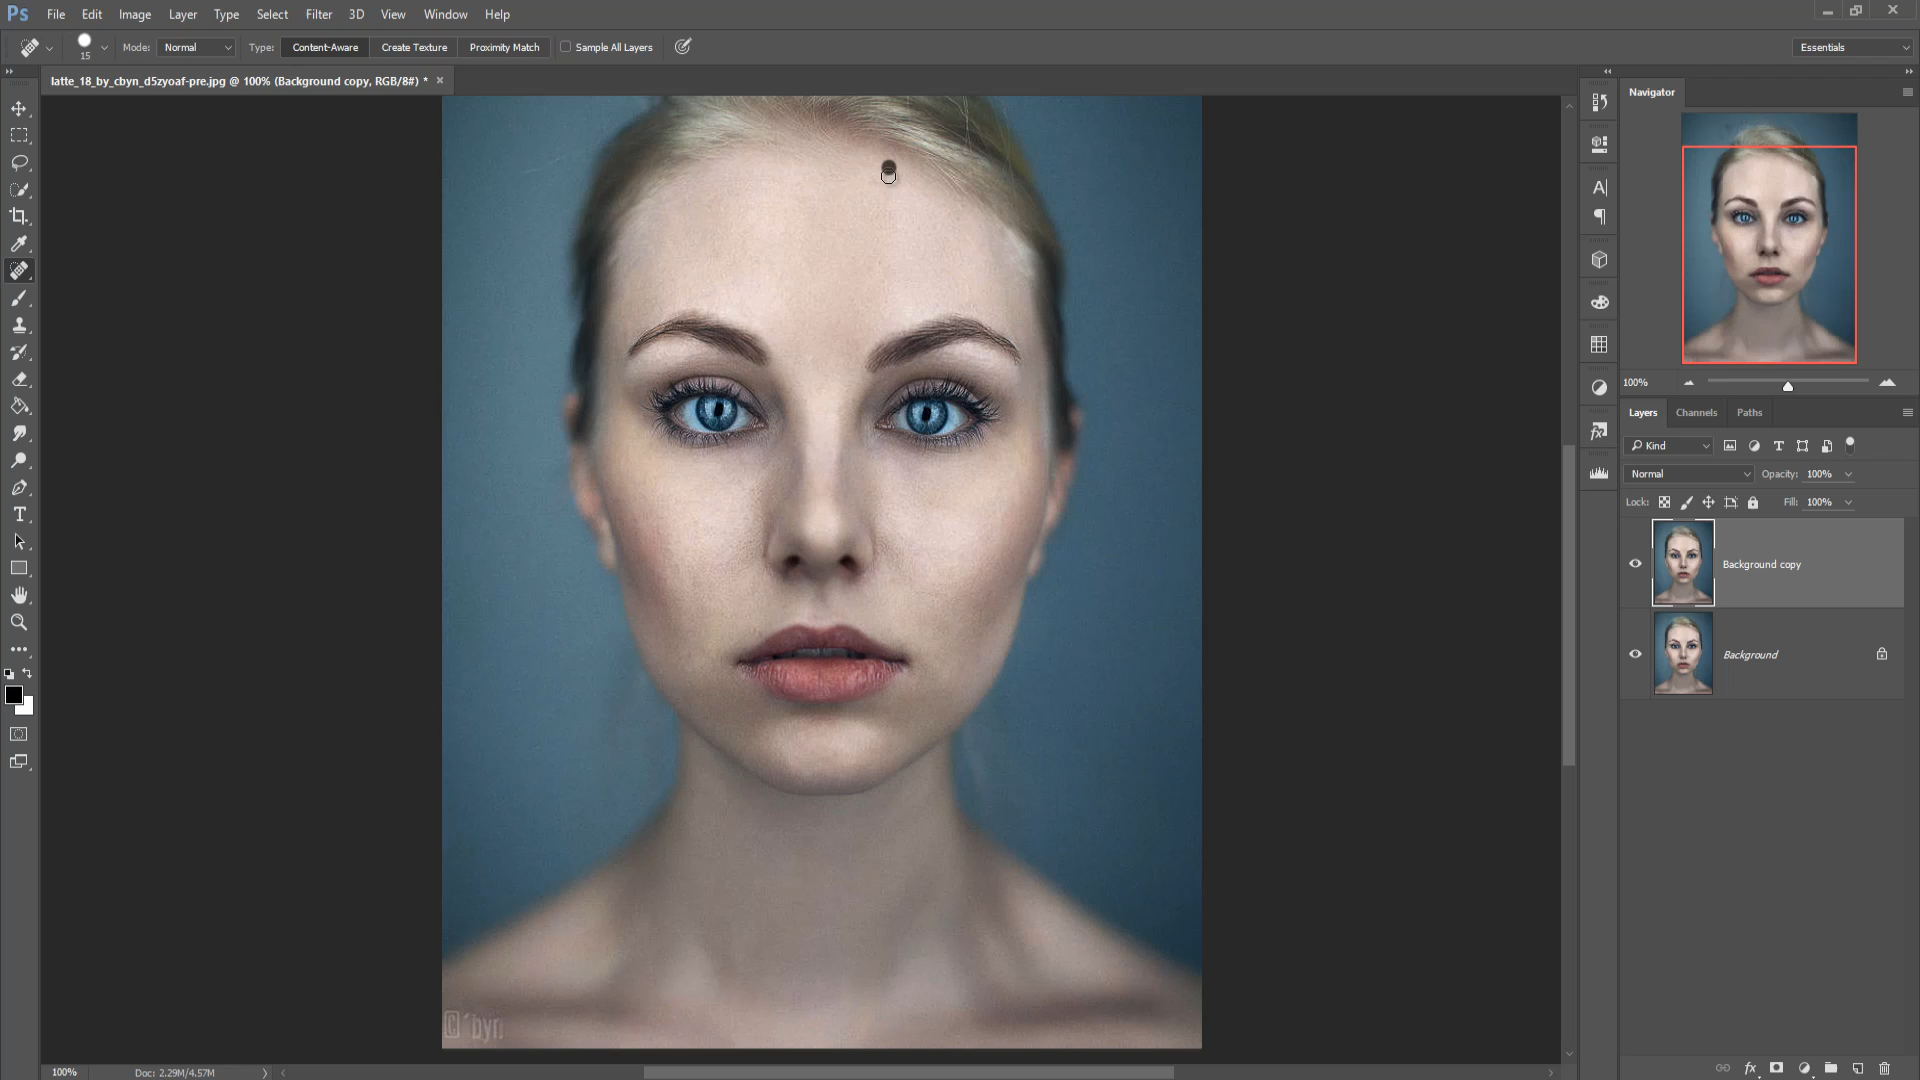 Ps File Edit Image Layer Type Select Filter 3D View Window Help
15 Mode: Normal Type: Content-Aware Create Texture Proximity Match Sample All Layers Essentials
latte_18_by_cbyn_d5zyoaf-pre.jpg @ 100% (Background copy, RGB/8#) * ×
Navigator
100%
Layers Channels Paths
Kind
Normal Opacity: 100%
Lock: Fill: 100%
Background copy
Background
© byn
100% Doc: 2.29M/4.57M